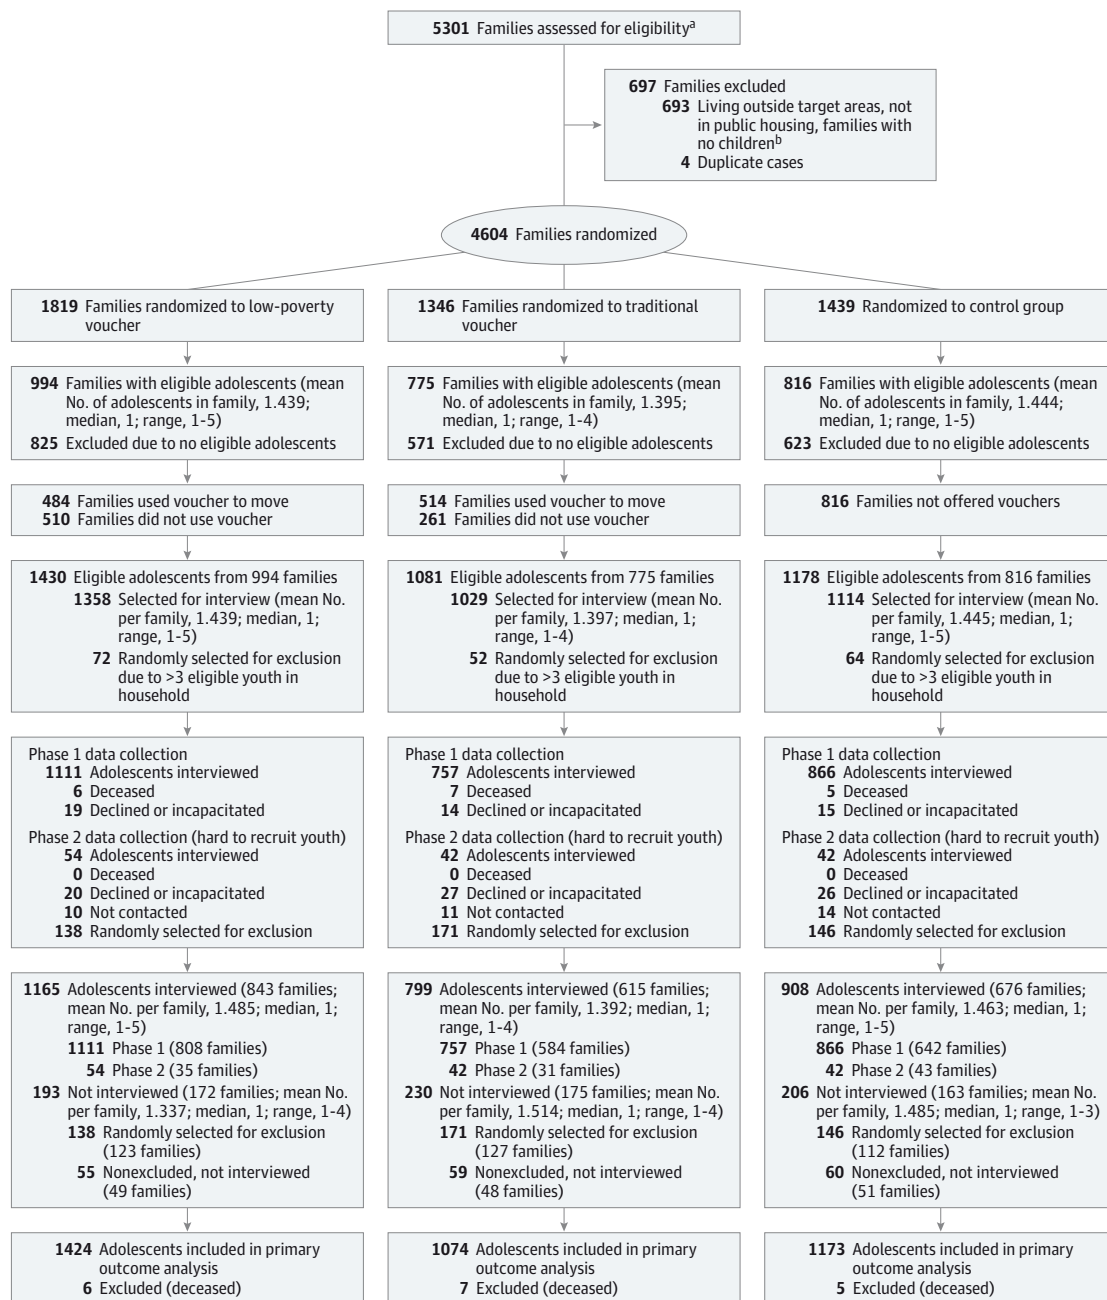 5301 Families assessed for eligibilitya
697 Families excluded
693 Living outside target areas, not
in public housing, families with
no childrenb
4 Duplicate cases
4604 Families randomized
1819 Families randomized to low-poverty
voucher
1346 Families randomized to traditional
voucher
1439 Randomized to control group
994 Families with eligible adolescents (mean
No. of adolescents in family, 1.439;
median, 1; range, 1-5)
825 Excluded due to no eligible adolescents
775 Families with eligible adolescents (mean
No. of adolescents in family, 1.395;
median, 1; range, 1-4)
571 Excluded due to no eligible adolescents
816 Families with eligible adolescents (mean
No. of adolescents in family, 1.444;
median, 1; range, 1-5)
623 Excluded due to no eligible adolescents
484 Families used voucher to move
510 Families did not use voucher
514 Families used voucher to move
261 Families did not use voucher
816 Families not offered vouchers
1430 Eligible adolescents from 994 families
1358 Selected for interview (mean No.
per family, 1.439; median, 1;
range, 1-5)
72 Randomly selected for exclusion
due to >3 eligible youth in
household
1081 Eligible adolescents from 775 families
1029 Selected for interview (mean No.
per family, 1.397; median, 1;
range, 1-4)
52 Randomly selected for exclusion
due to >3 eligible youth in
household
1178 Eligible adolescents from 816 families
1114 Selected for interview (mean No.
per family, 1.445; median, 1;
range, 1-5)
64 Randomly selected for exclusion
due to >3 eligible youth in
household
Phase 1 data collection
1111 Adolescents interviewed
6 Deceased
19 Declined or incapacitated
Phase 2 data collection (hard to recruit youth)
54 Adolescents interviewed
0 Deceased
20 Declined or incapacitated
10 Not contacted
138 Randomly selected for exclusion
Phase 1 data collection
757 Adolescents interviewed
7 Deceased
14 Declined or incapacitated
Phase 2 data collection (hard to recruit youth)
42 Adolescents interviewed
0 Deceased
27 Declined or incapacitated
11 Not contacted
171 Randomly selected for exclusion
Phase 1 data collection
866 Adolescents interviewed
5 Deceased
15 Declined or incapacitated
Phase 2 data collection (hard to recruit youth)
42 Adolescents interviewed
0 Deceased
26 Declined or incapacitated
14 Not contacted
146 Randomly selected for exclusion
1165 Adolescents interviewed (843 families;
mean No. per family, 1.485; median, 1;
range, 1-5)
1111 Phase 1 (808 families)
54 Phase 2 (35 families)
193 Not interviewed (172 families; mean No.
per family, 1.337; median, 1; range, 1-4)
138 Randomly selected for exclusion
(123 families)
55 Nonexcluded, not interviewed
(49 families)
799 Adolescents interviewed (615 families;
mean No. per family, 1.392; median, 1;
range, 1-4)
757 Phase 1 (584 families)
42 Phase 2 (31 families)
230 Not interviewed (175 families; mean No.
per family, 1.514; median, 1; range, 1-4)
171 Randomly selected for exclusion
(127 families)
59 Nonexcluded, not interviewed
(48 families)
908 Adolescents interviewed (676 families;
mean No. per family, 1.463; median, 1;
range, 1-5)
866 Phase 1 (642 families)
42 Phase 2 (43 families)
206 Not interviewed (163 families; mean No.
per family, 1.485; median, 1; range, 1-3)
146 Randomly selected for exclusion
(112 families)
60 Nonexcluded, not interviewed
(51 families)
1424 Adolescents included in primary
outcome analysis
6 Excluded (deceased)
1074 Adolescents included in primary
outcome analysis
7 Excluded (deceased)
1173 Adolescents included in primary
outcome analysis
5 Excluded (deceased)